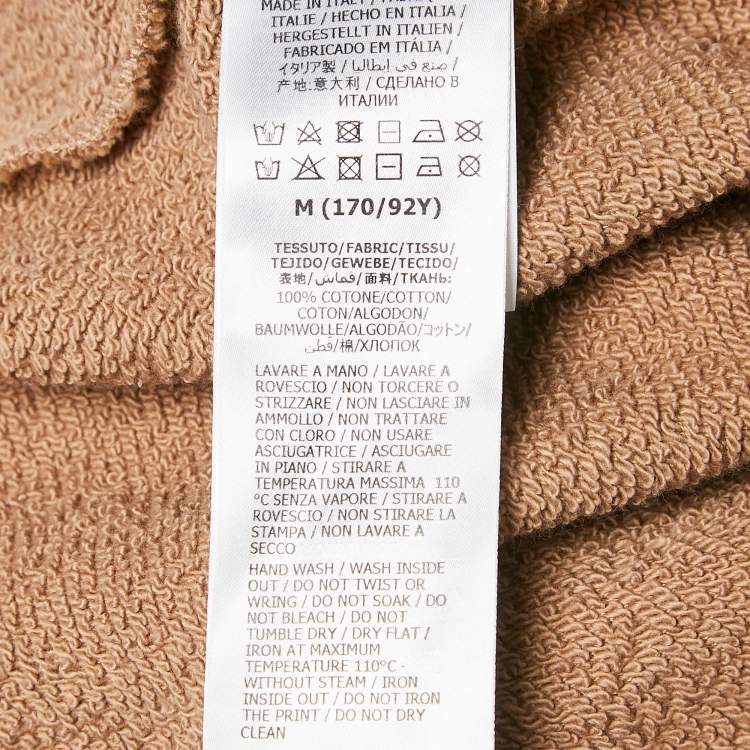 MADE IN ITALY /
ITALIE / HECHO EN ITALIA /
HERGESTELLT IN ITALIEN /
FABRICADO EM ITÁLIA /
イタリア製 / صنع في إيطاليا /
产地:意大利 / СДЕЛАНО В
ИТАЛИИ
M (170/92Y)
TESSUTO/FABRIC/TISSU/
TEJIDO/GEWEBE/TECIDO/
表地/قماش/面料/ТКАНЬ:
100% COTONE/COTTON/
COTON/ALGODON/
BAUMWOLLE/ALGODÃO/コットン/
قطن/棉/ХЛОПОК
LAVARE A MANO / LAVARE A
ROVESCIO / NON TORCERE O
STRIZZARE / NON LASCIARE IN
AMMOLLO / NON TRATTARE
CON CLORO / NON USARE
ASCIUGATRICE / ASCIUGARE
IN PIANO / STIRARE A
TEMPERATURA MASSIMA 110
°C SENZA VAPORE / STIRARE A
ROVESCIO / NON STIRARE LA
STAMPA / NON LAVARE A
SECCO
HAND WASH / WASH INSIDE
OUT / DO NOT TWIST OR
WRING / DO NOT SOAK / DO
NOT BLEACH / DO NOT
TUMBLE DRY / DRY FLAT /
IRON AT MAXIMUM
TEMPERATURE 110°C -
WITHOUT STEAM / IRON
INSIDE OUT / DO NOT IRON
THE PRINT / DO NOT DRY
CLEAN